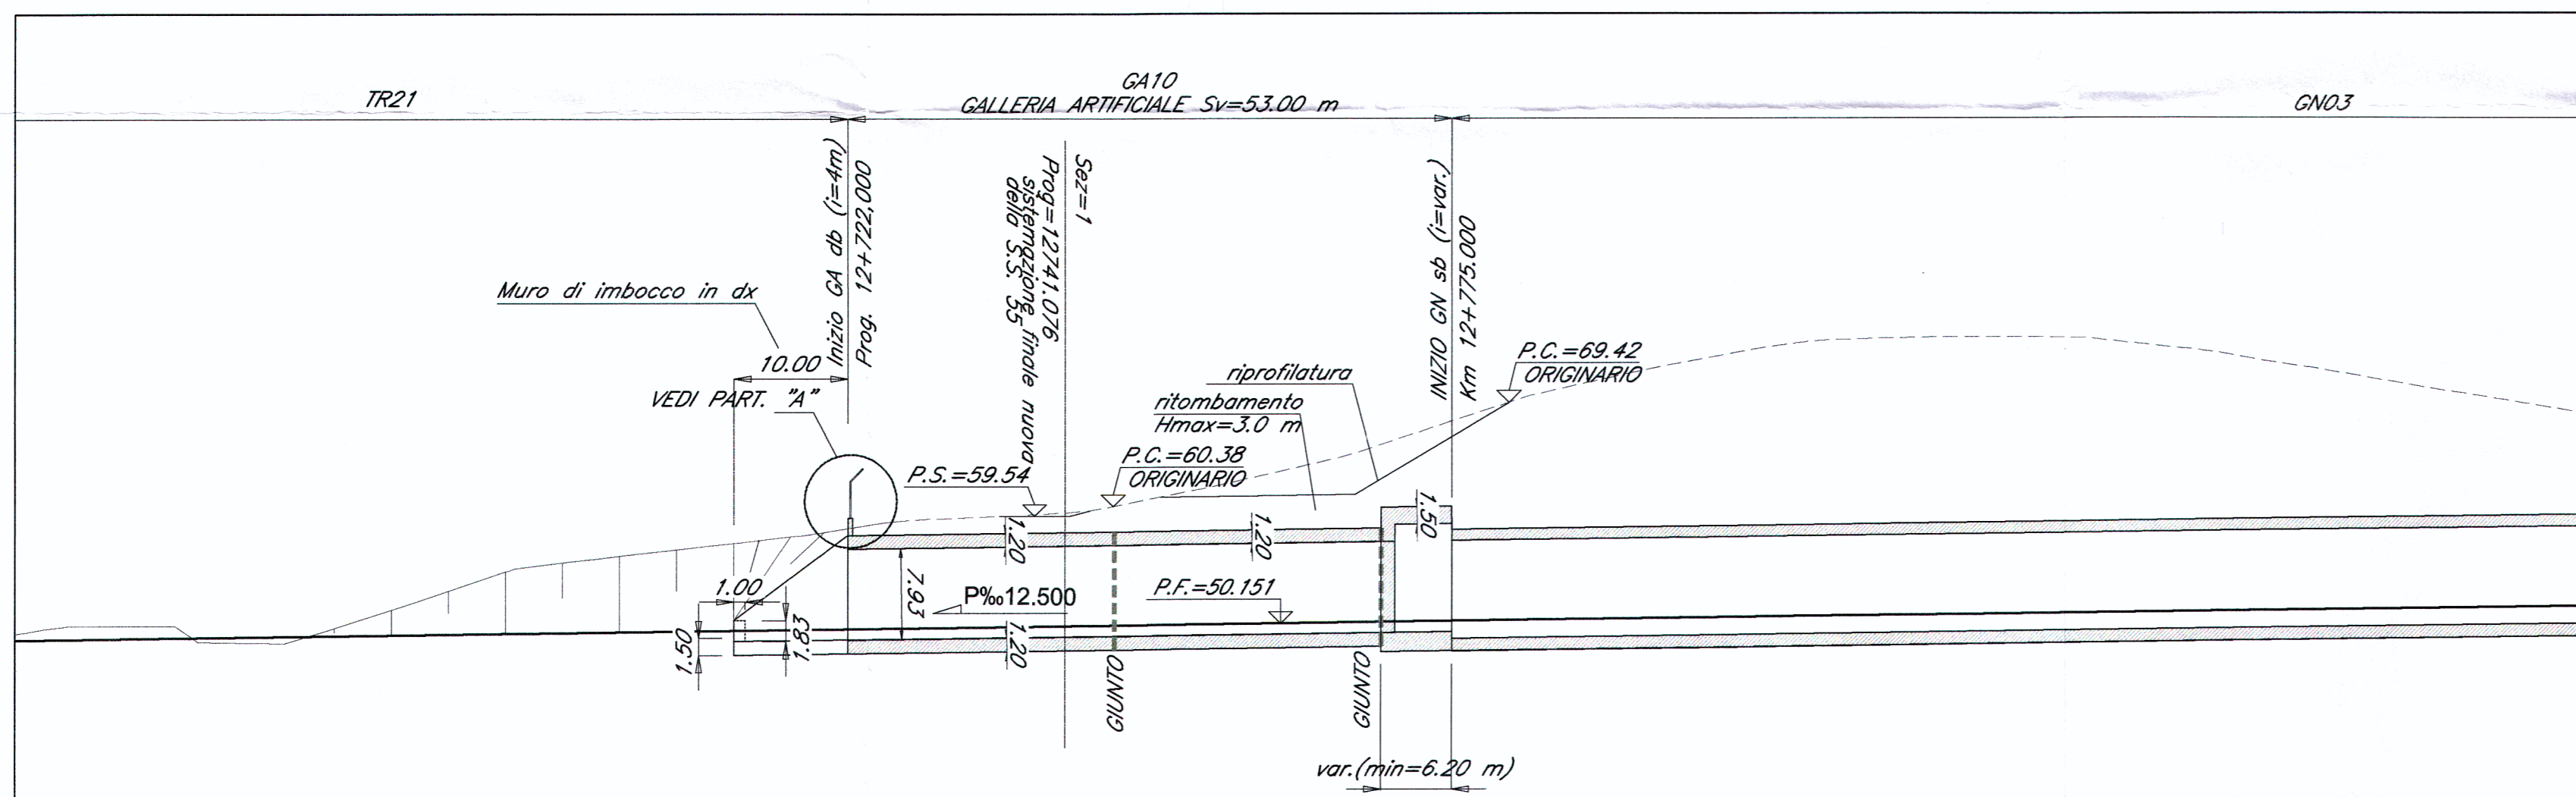 TR21
GA10
GALLERIA ARTIFICIALE Sv=53.00 m
GN03
Inizio GA db (i=4m)
Prog. 12+722,000
Sez=1
Prog=12741.076
sistemazione finale nuova
della S.S. 55
INIZIO GN sb (i=var.)
Km 12+775.000
Muro di imbocco in dx
10.00
VEDI PART. "A"
P.C.=69.42
ORIGINARIO
riprofilatura
ritombamento
Hmax=3.0 m
P.C.=60.38
ORIGINARIO
P.S.=59.54
1.20
1.20
1.50
7.93
P‰12.500
P.F.=50.151
1.00
1.83
1.50
1.20
GIUNTO
GIUNTO
var.(min=6.20 m)